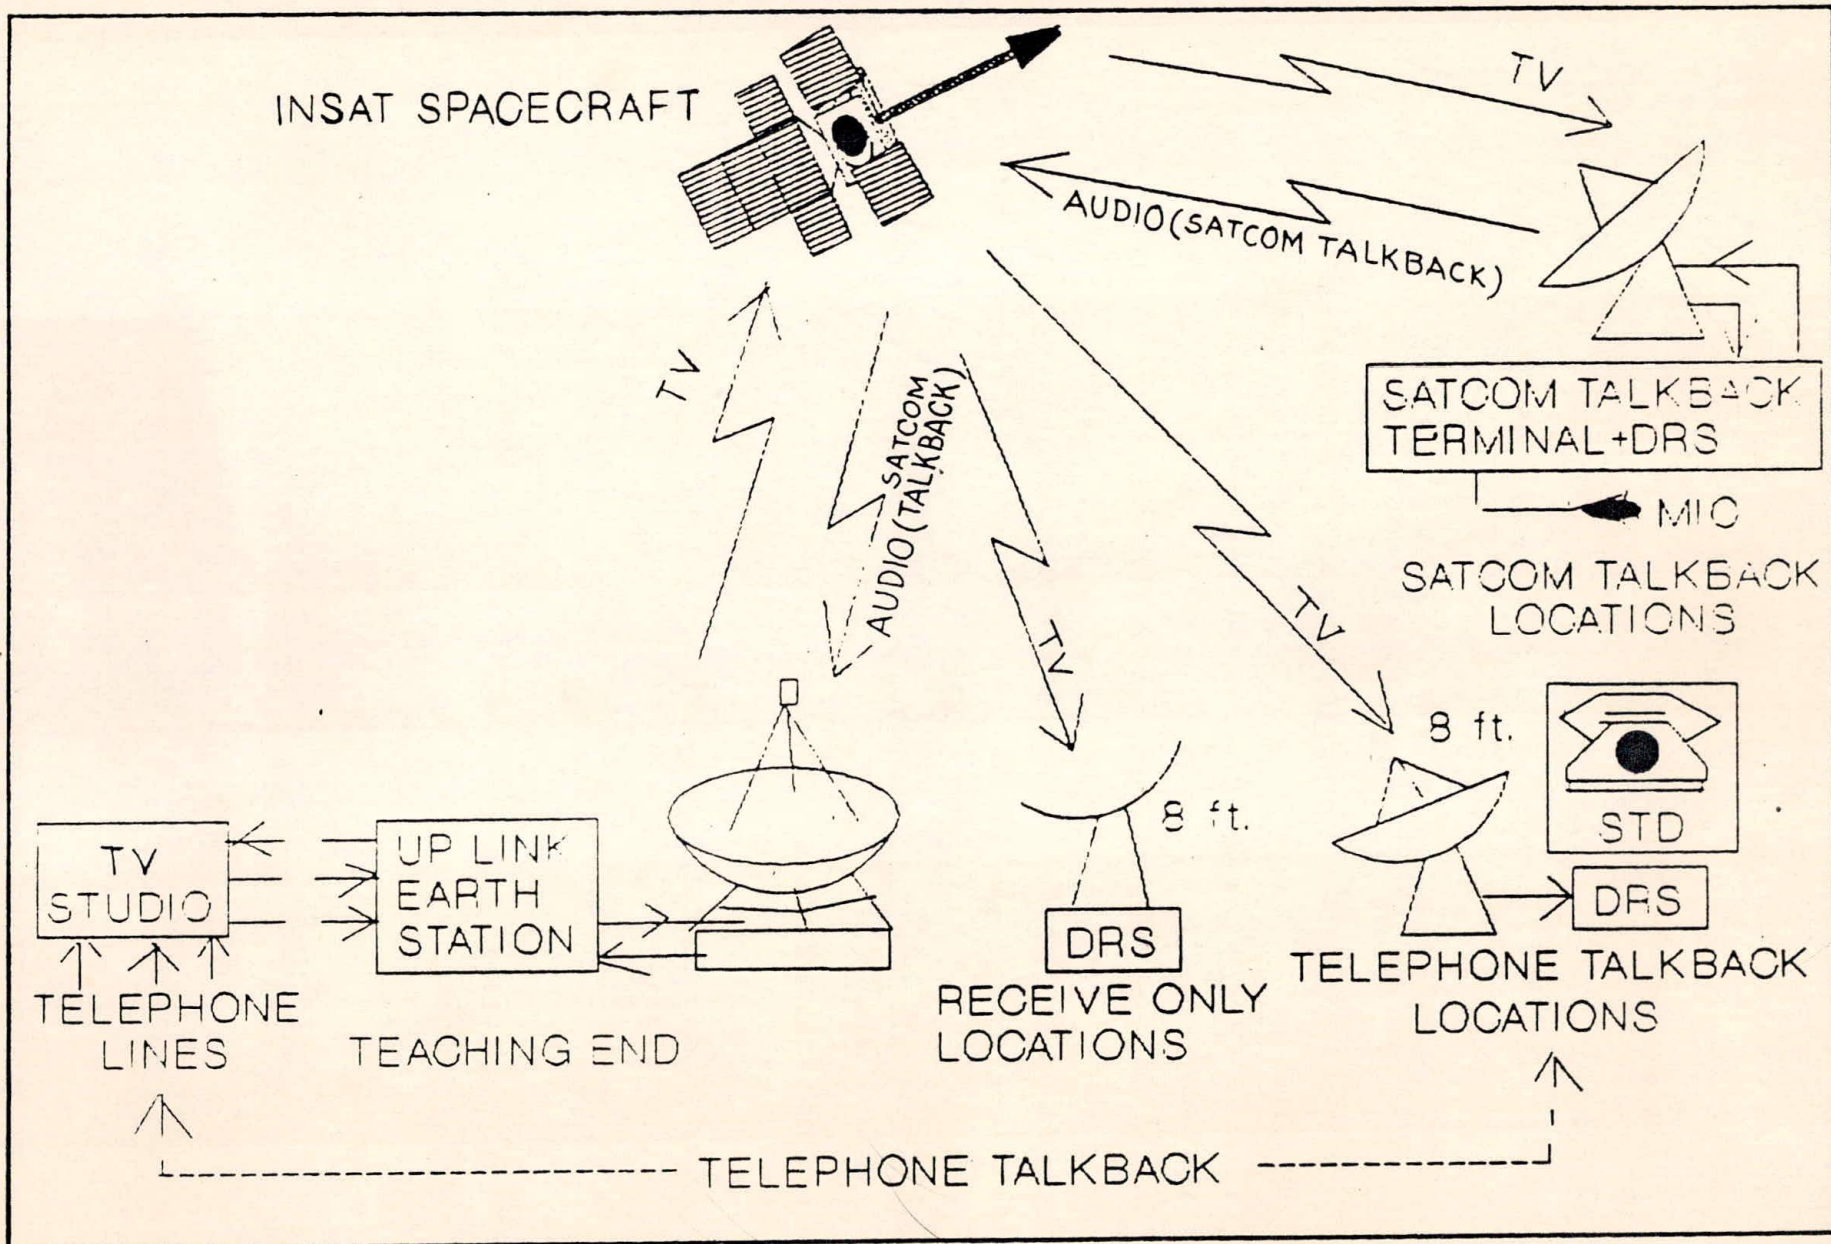 INSAT SPACECRAFT
TV
AUDIO (SATCOM TALKBACK)
SATCOM TALKBACK
TERMINAL+DRS
MIC
SATCOM TALKBACK
LOCATIONS
TV
AUDIO (SATCOM
TALKBACK)
TV
TV
8 ft.
STD
DRS
TELEPHONE TALKBACK
LOCATIONS
8 ft.
DRS
RECEIVE ONLY
LOCATIONS
TV
STUDIO
UP LINK
EARTH
STATION
TELEPHONE
LINES
TEACHING END
TELEPHONE TALKBACK